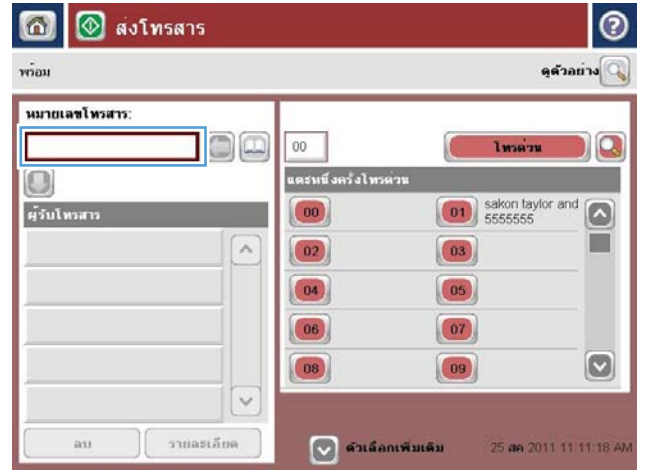 ส่งโทรสาร
พร้อม
ดูตัวอย่าง
หมายเลขโทรสาร:
00
โทรด่วน
แตะหนึ่งครั้งโทรด่วน
ผู้รับโทรสาร
00
01
sakon taylor and
5555555
02
03
04
05
06
07
08
09
ลบ
รายละเอียด
ตัวเลือกเพิ่มเติม
25 สค 2011 11:11:18 AM